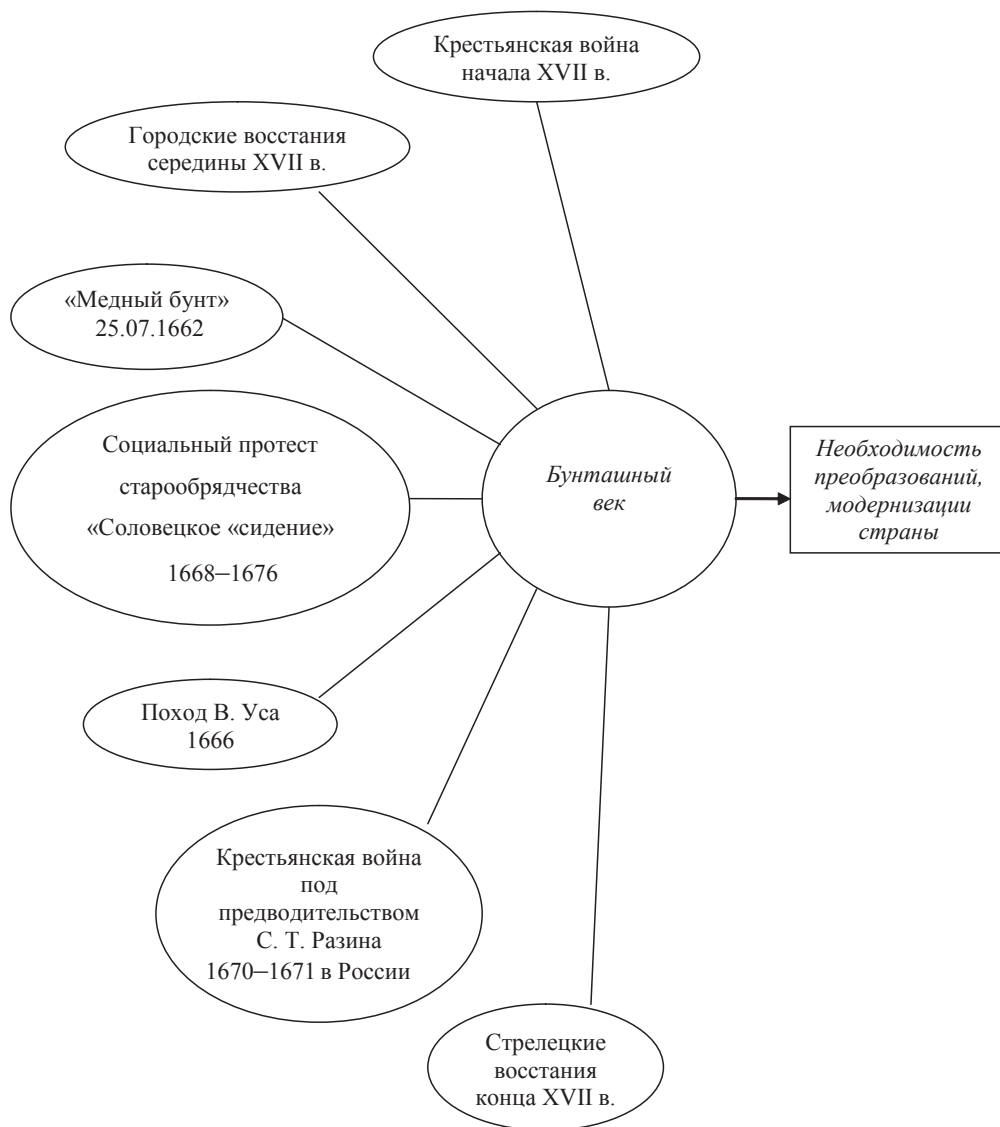 Крестьянская война
начала XVII в.
Городские восстания
середины XVII в.
«Медный бунт»
25.07.1662
Социальный протест
старообрядчества
«Соловецкое «сидение»
1668–1676
Бунташный
век
Необходимость
преобразований,
модернизации
страны
Поход В. Уса
1666
Крестьянская война
под
предводительством
С. Т. Разина
1670–1671 в России
Стрелецкие
восстания
конца XVII в.